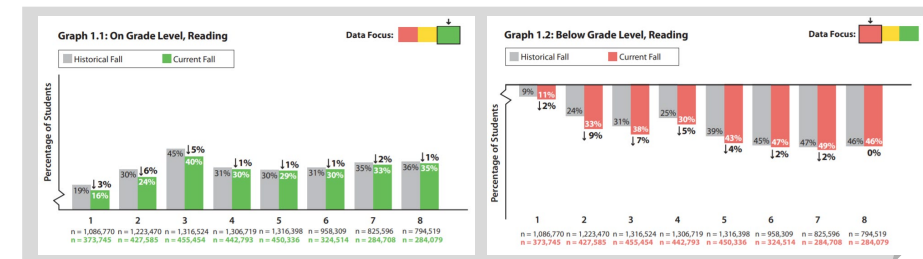 Graph 1.1: On Grade Level, Reading
Data Focus:
Historical Fall
Current Fall
Percentage of Students
19% 16% ↓3%
30% 24% ↓6%
45% 40% ↓5%
31% 30% ↓1%
30% 29% ↓1%
31% 30% ↓1%
35% 33% ↓2%
36% 35% ↓1%
1 2 3 4 5 6 7 8
n = 1,086,770 n = 1,223,470 n = 1,316,524 n = 1,306,719 n = 1,316,398 n = 958,309 n = 825,596 n = 794,519
n = 373,745 n = 427,585 n = 455,454 n = 442,793 n = 450,336 n = 324,514 n = 284,708 n = 284,079
Graph 1.2: Below Grade Level, Reading
Data Focus:
Historical Fall
Current Fall
Percentage of Students
9% 11% ↓2%
24% 33% ↓9%
31% 38% ↓7%
25% 30% ↓5%
39% 43% ↓4%
45% 47% ↓2%
47% 49% ↓2%
46% 46% 0%
1 2 3 4 5 6 7 8
n = 1,086,770 n = 1,223,470 n = 1,316,524 n = 1,306,719 n = 1,316,398 n = 958,309 n = 825,596 n = 794,519
n = 373,745 n = 427,585 n = 455,454 n = 442,793 n = 450,336 n = 324,514 n = 284,708 n = 284,079